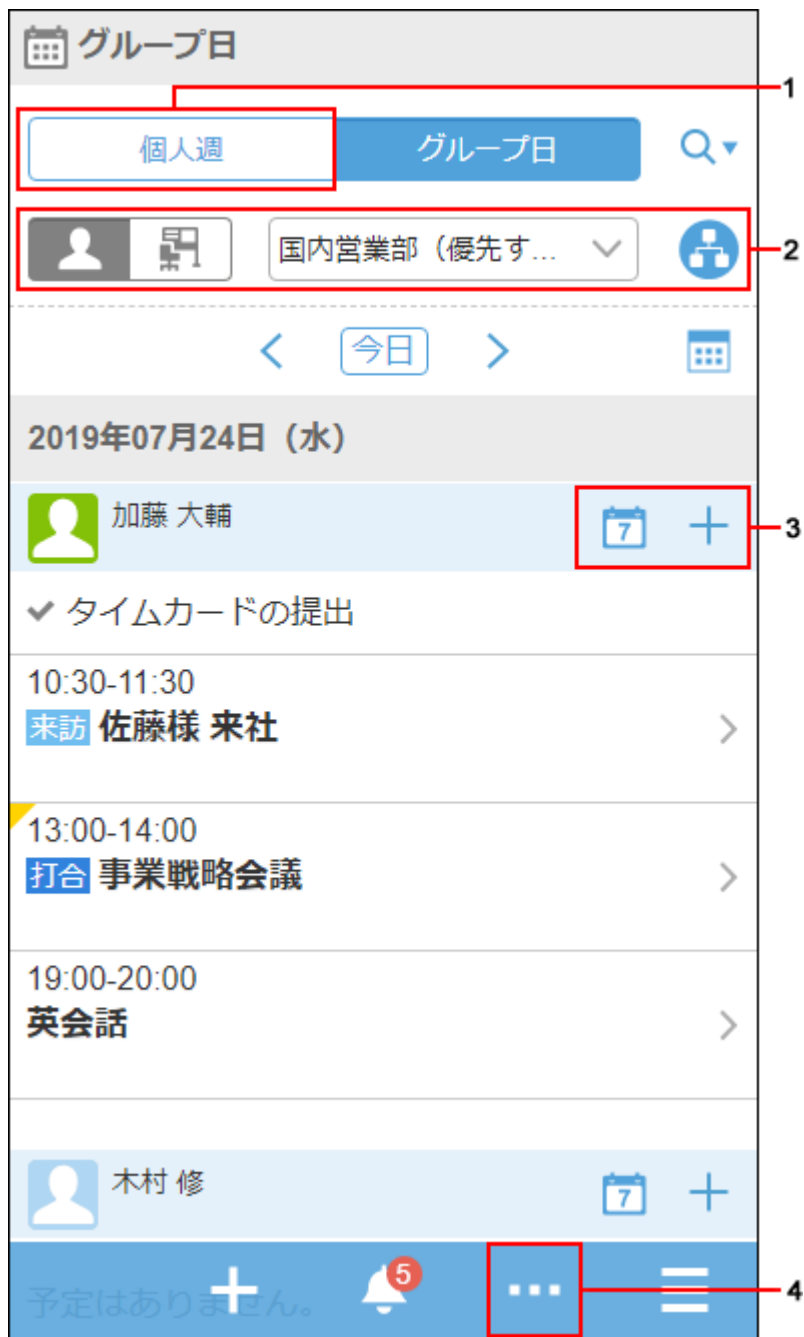 グループ日
1
個人週 グループ日
国内営業部（優先す...
2
今日
2019年07月24日（水）
加藤 大輔
7
3
タイムカードの提出
10:30-11:30
来訪 佐藤様 来社
13:00-14:00
打合 事業戦略会議
19:00-20:00
英会話
木村 修
7
5
予定はありません。
4